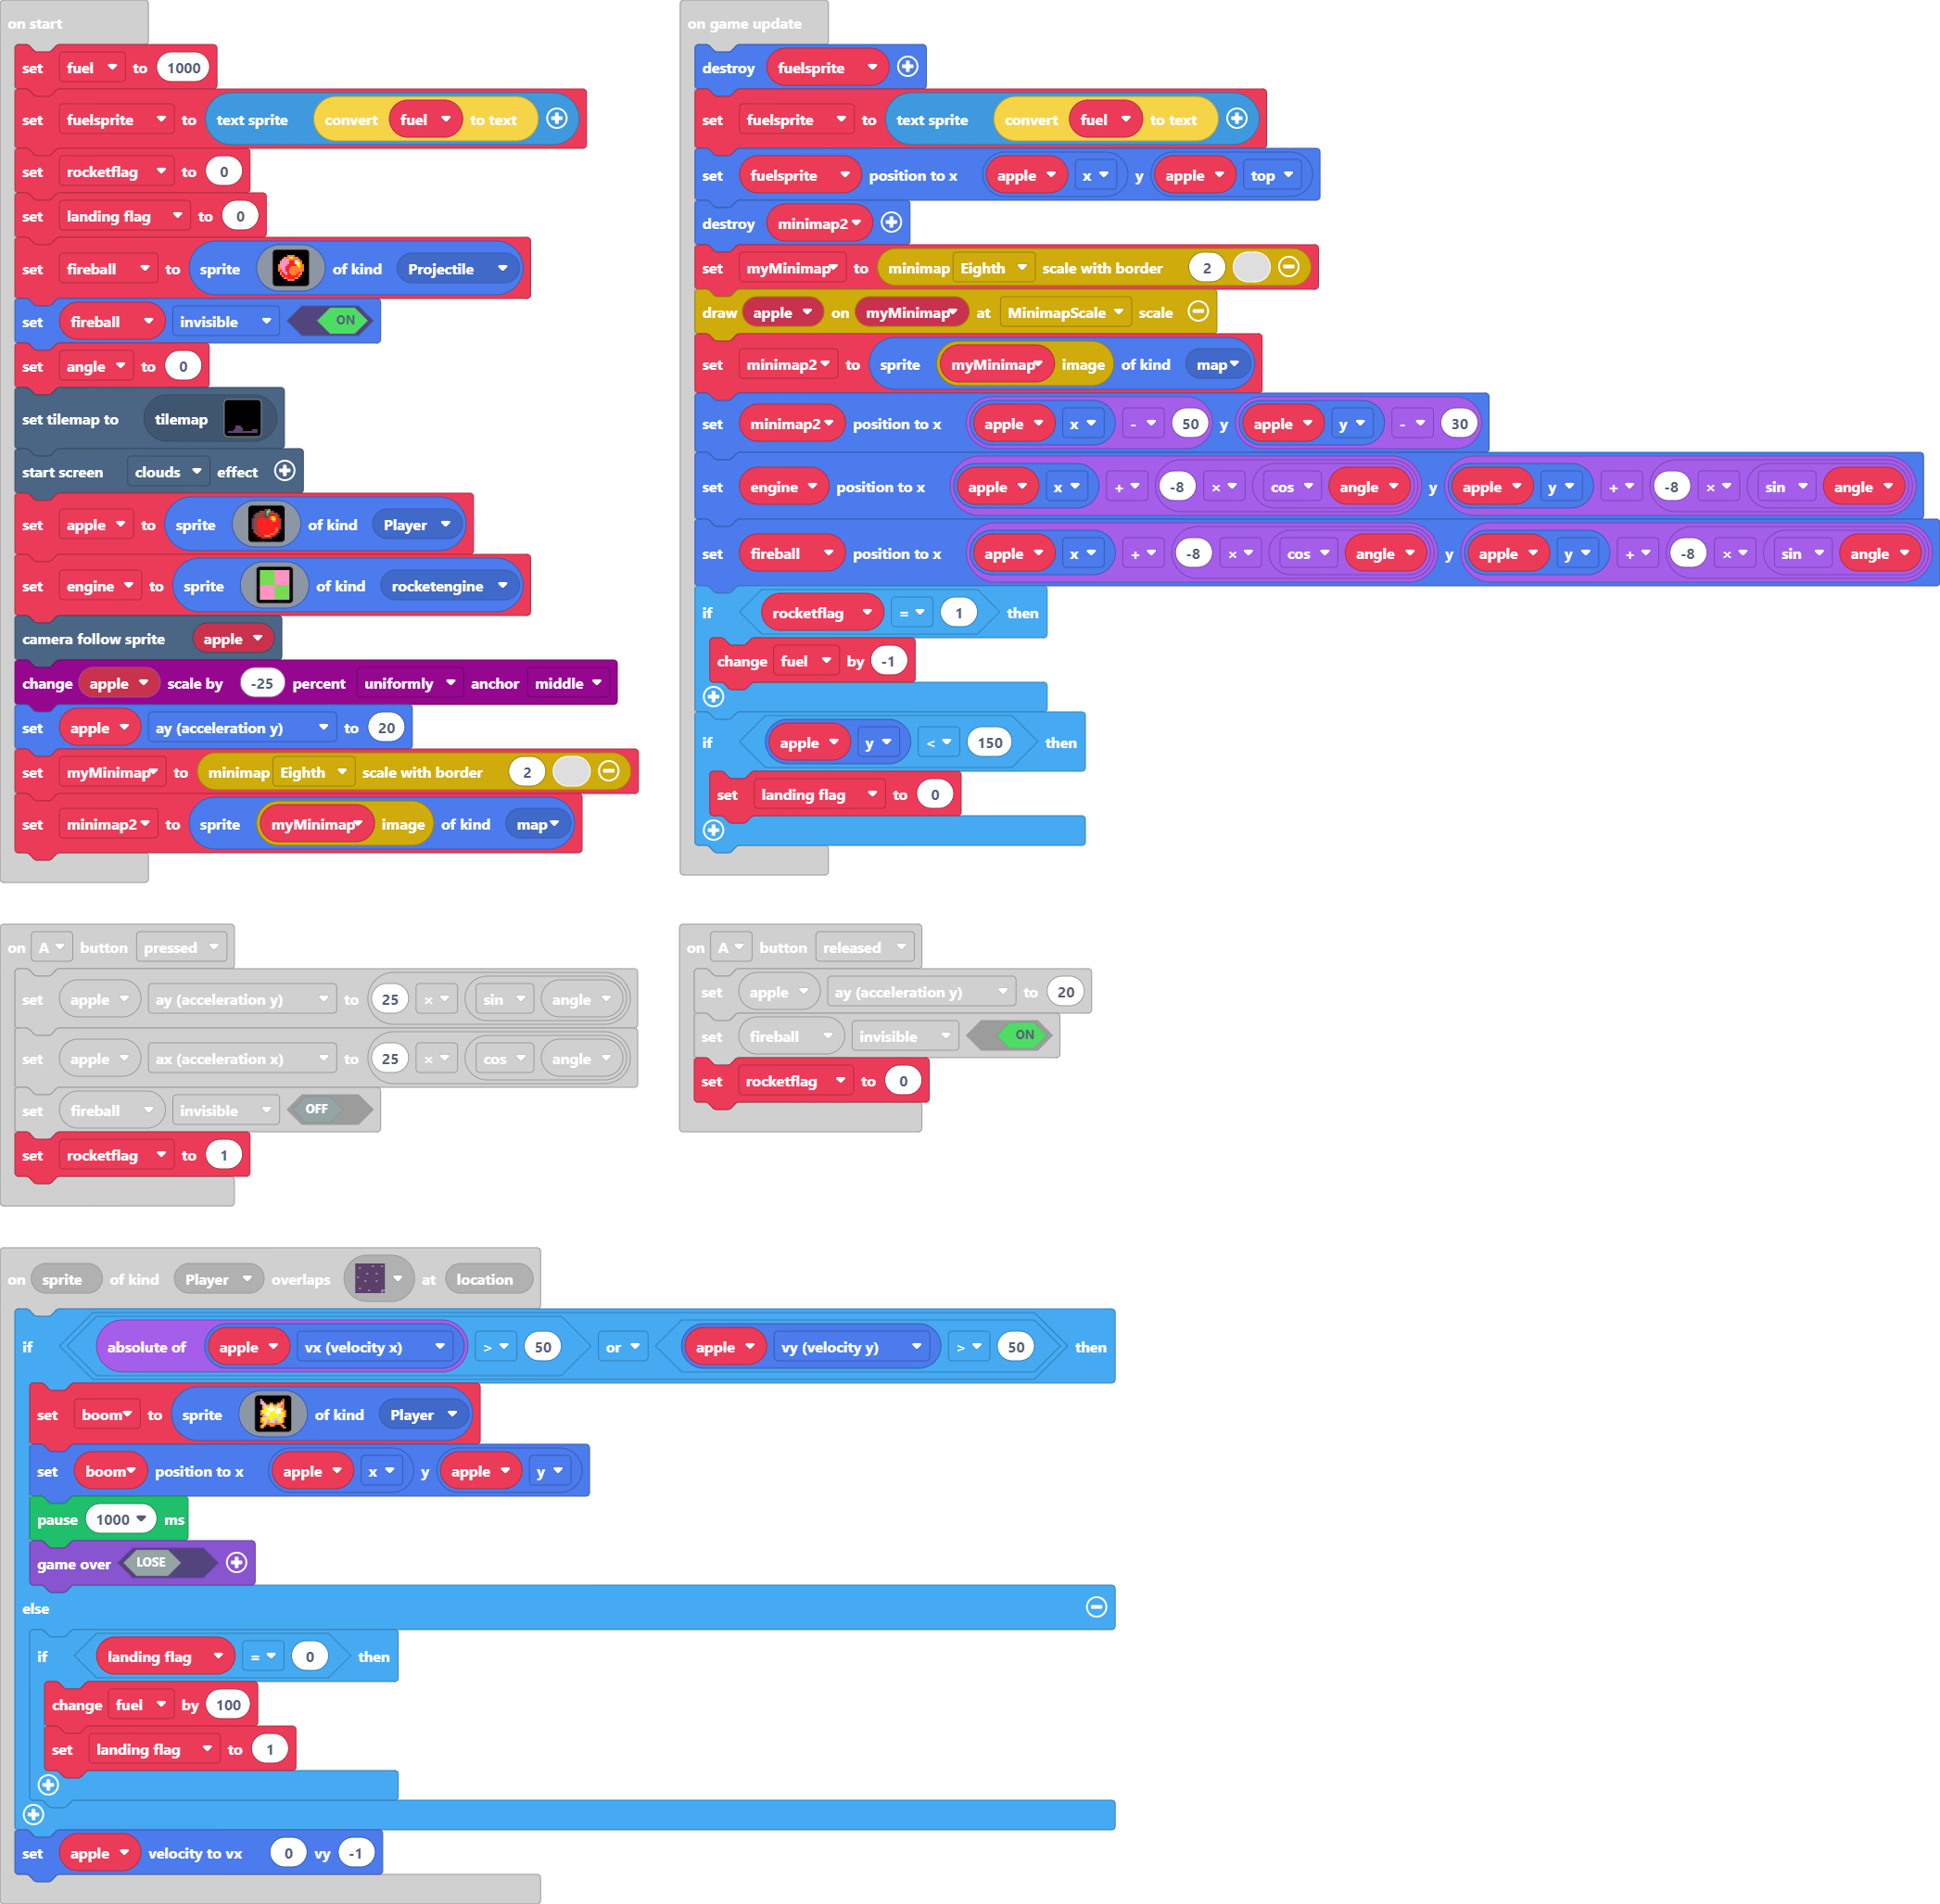 on start
set fuel to 1000
set fuelsprite to text sprite convert fuel to text
set rocketflag to 0
set landing flag to 0
set fireball to sprite of kind Projectile
set fireball invisible ON
set angle to 0
set tilemap to tilemap
start screen clouds effect
set apple to sprite of kind Player
set engine to sprite of kind rocketengine
camera follow sprite apple
change apple scale by -25 percent uniformly anchor middle
set apple ay (acceleration y) to 20
set myMinimap to minimap Eighth scale with border 2
set minimap2 to sprite myMinimap image of kind map
on game update
destroy fuelsprite
set fuelsprite to text sprite convert fuel to text
set fuelsprite position to x apple x y apple top
destroy minimap2
set myMinimap to minimap Eighth scale with border 2
draw apple on myMinimap at MinimapScale scale
set minimap2 to sprite myMinimap image of kind map
set minimap2 position to x apple x - 50 y apple y - 30
set engine position to x apple x + -8 × cos angle y apple y + -8 × sin angle
set fireball position to x apple x + -8 × cos angle y apple y + -8 × sin angle
if rocketflag = 1 then
change fuel by -1
if apple y < 150 then
set landing flag to 0
on A button pressed
set apple ay (acceleration y) to 25 × sin angle
set apple ax (acceleration x) to 25 × cos angle
set fireball invisible OFF
set rocketflag to 1
on A button released
set apple ay (acceleration y) to 20
set fireball invisible ON
set rocketflag to 0
on sprite of kind Player overlaps at location
if absolute of apple vx (velocity x) > 50 or apple vy (velocity y) > 50 then
set boom to sprite of kind Player
set boom position to x apple x y apple y
pause 1000 ms
game over LOSE
else
if landing flag = 0 then
change fuel by 100
set landing flag to 1
set apple velocity to vx 0 vy -1